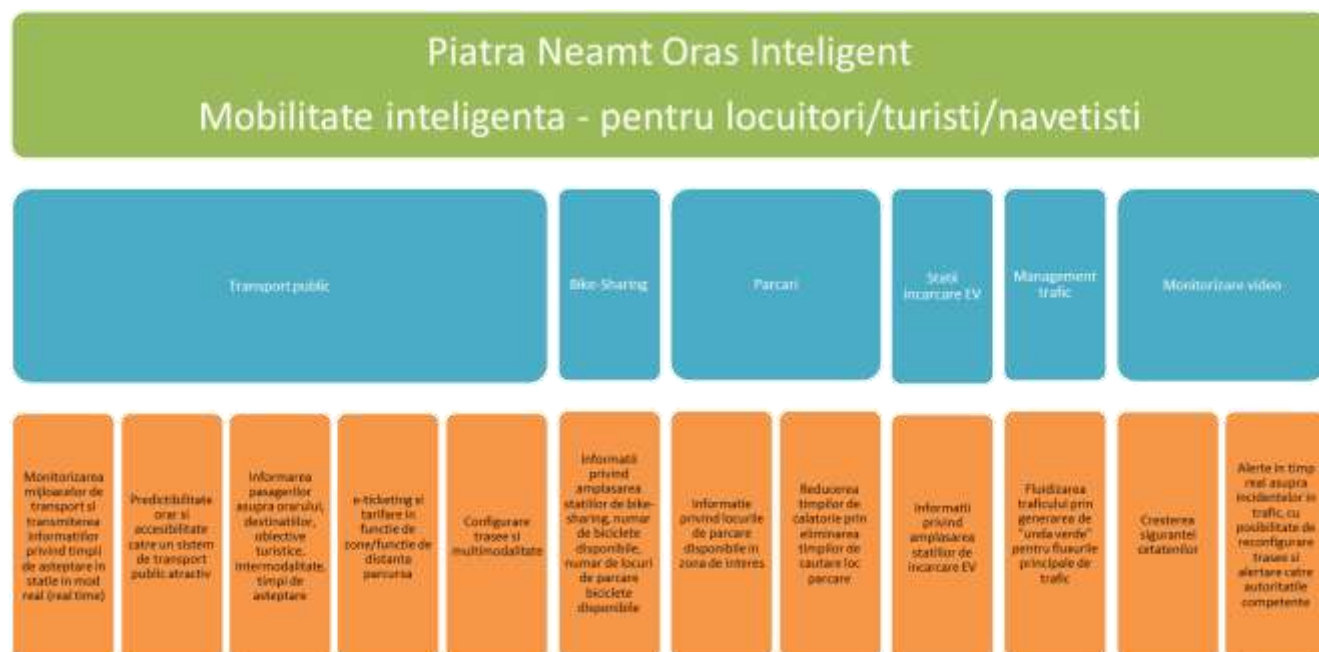 Piatra Neamt Oras Inteligent
Mobilitate inteligenta - pentru locuitori/turisti/navetisti
Transport public
Bike-Sharing
Parcari
Statii
incarcare EV
Management
trafic
Monitorizare video
Monitorizarea
mijloacelor de
transport si
transmiterea
informatiilor
privind timpii
de asteptare in
statie in mod
real (real time)
Predictibilitate
orar si
accesibilitate
catre un sistem
de transport
public atractiv
Informarea
pasagerilor
asupra orarului,
destinatiilor,
obiective
turistice,
intermodalitate,
timpi de
asteptare
e-ticketing si
tarifare in
functie de
zone/functie de
distanta
parcursa
Configurare
trasee si
multimodalitate
Informatii
privind
amplasarea
statiilor de bike-
sharing, numar
de biciclete
disponibile,
numar de locuri
de parcare
biciclete
disponibile
Informatie
privind locurile
de parcare
disponibile in
zona de interes
Reducerea
timpilor de
calatorie prin
eliminarea
timpilor de
cautare loc
parcare
Informatii
privind
amplasarea
statiilor de
incarcare EV
Fluidizarea
traficului prin
generarea de
"unda verde"
pentru fluxurile
principale de
trafic
Cresterea
sigurantei
cetatenilor
Alerte in timp
real asupra
incidentelor in
trafic, cu
posibilitate de
reconfigurare
trasee si
alertare catre
autoritatile
competente